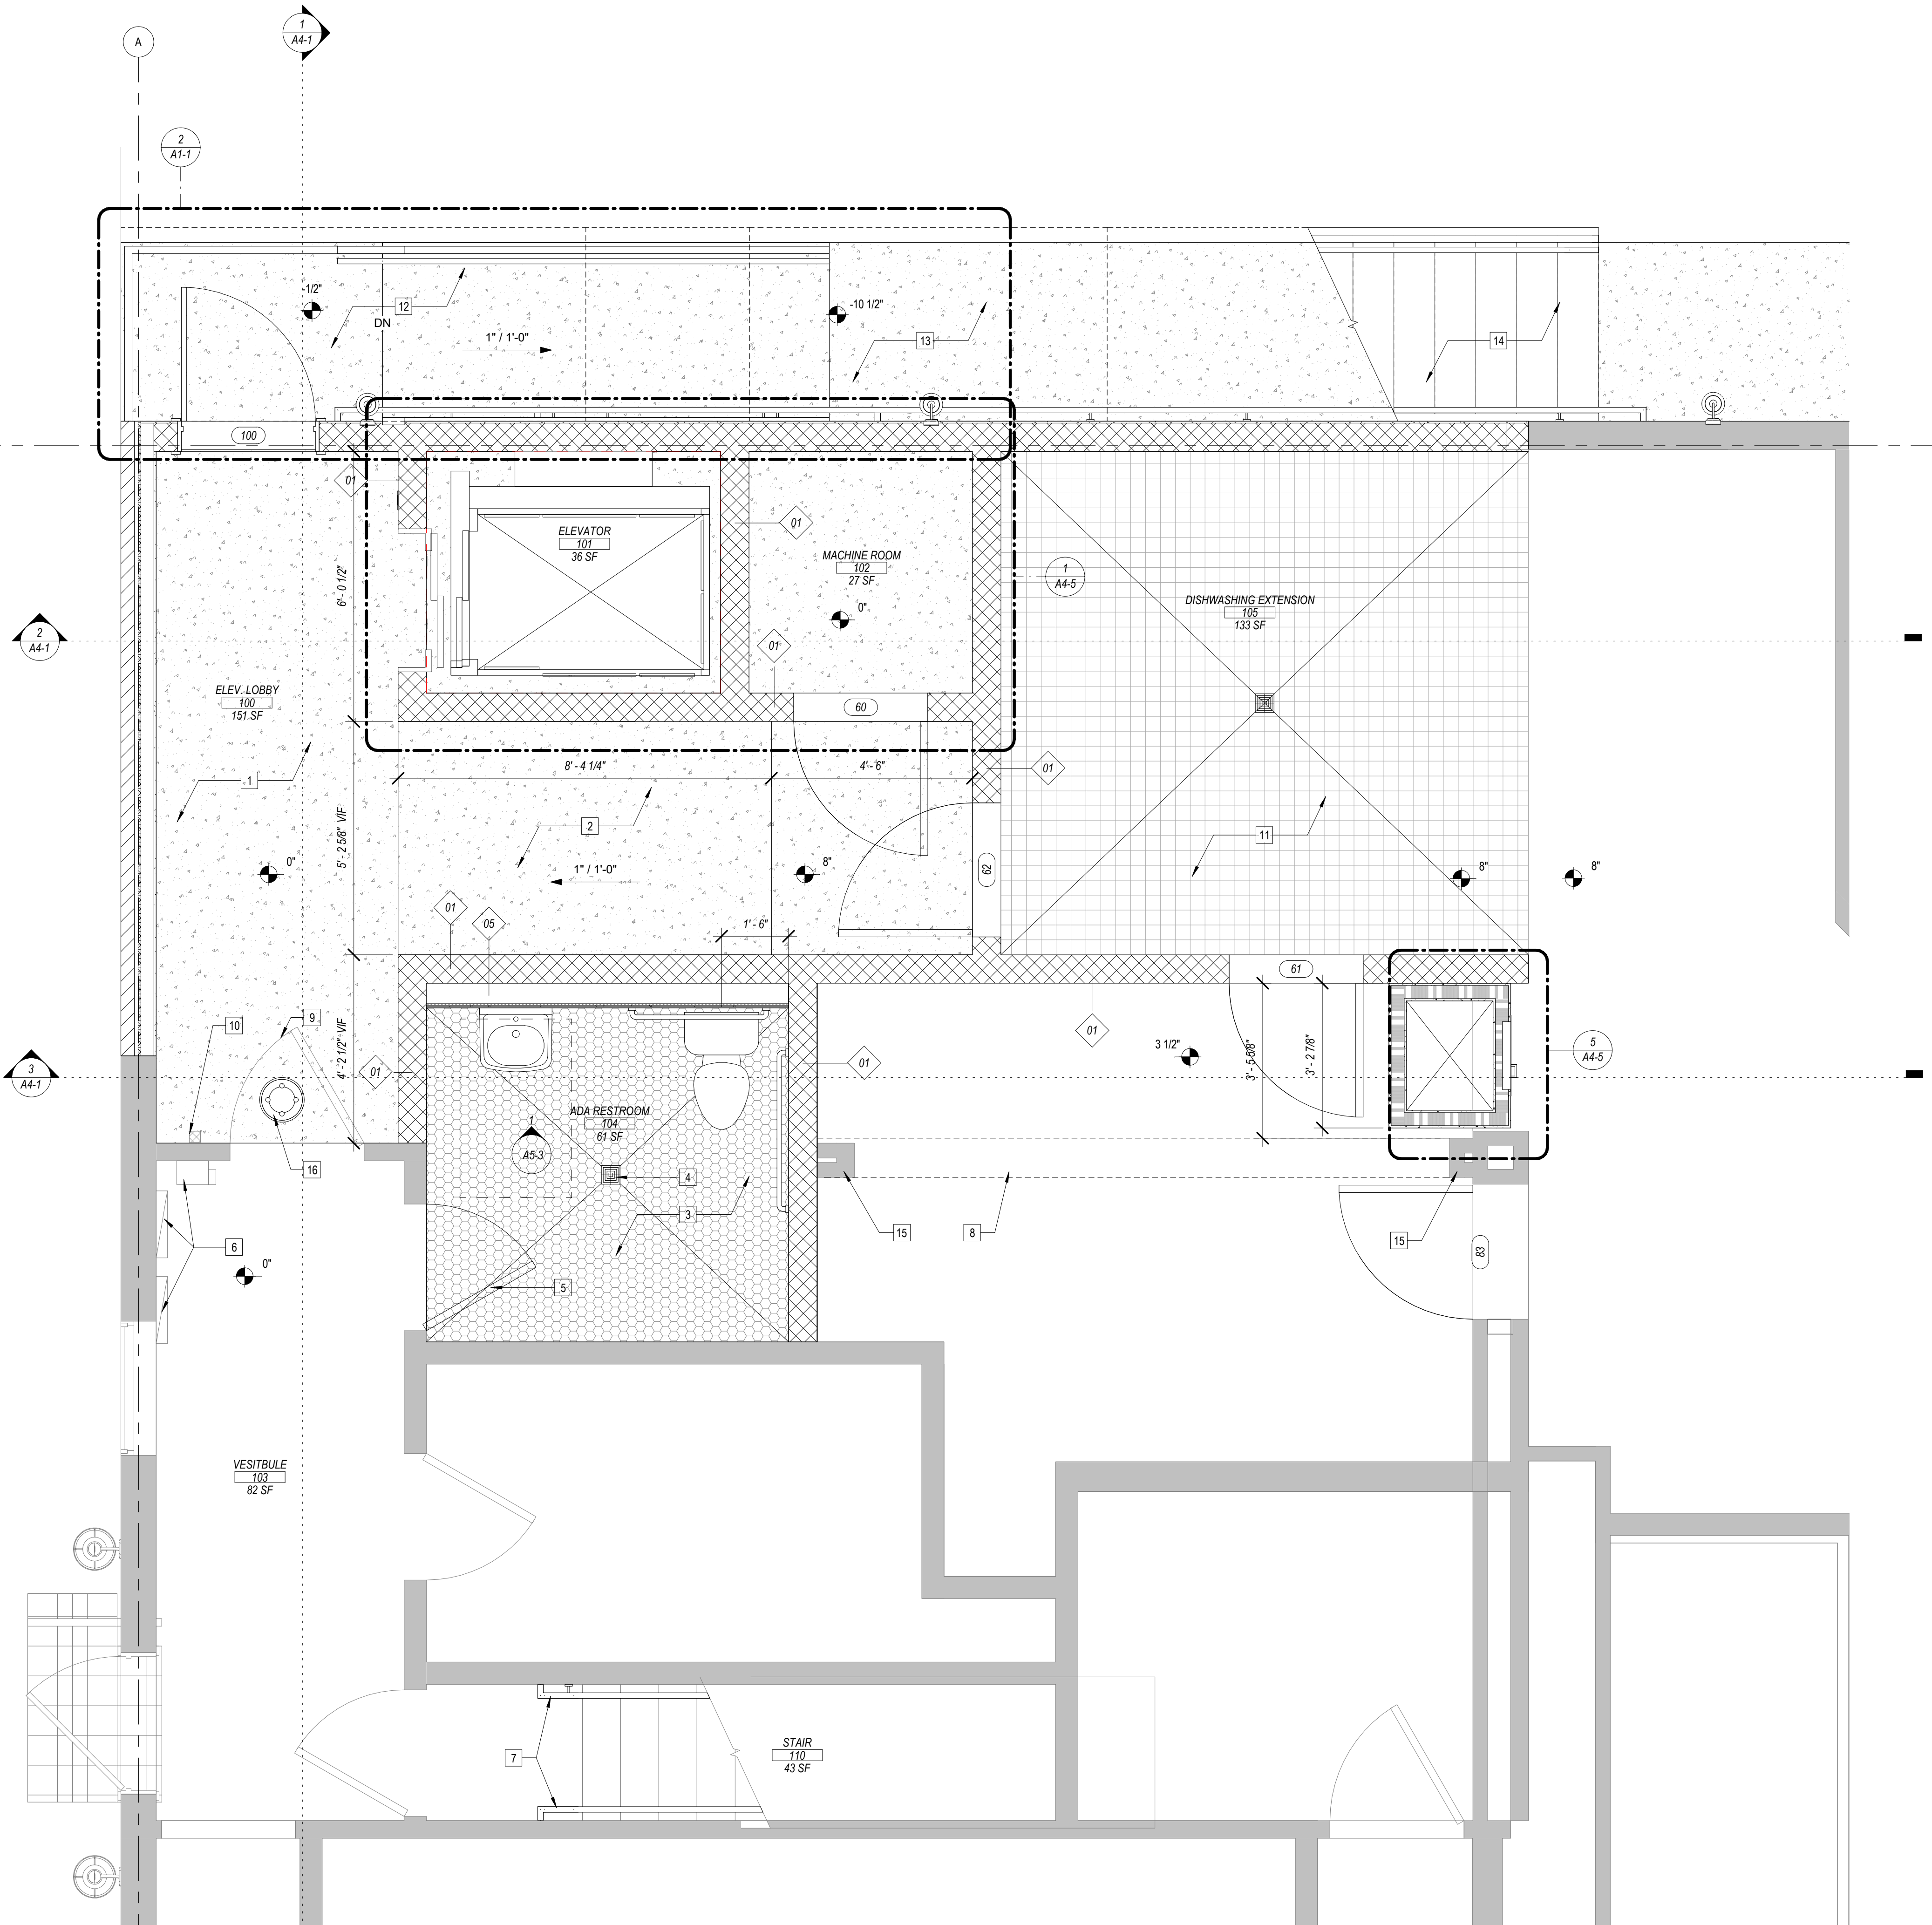 1
A4-1
A
2
A1-1
-1/2"
12
DN
1" / 1'-0"
-10 1/2"
13
14
100
01
ELEVATOR
101
36 SF
01
MACHINE ROOM
102
27 SF
0"
1
A4-5
6' - 0 1/2"
DISHWASHING EXTENSION
105
133 SF
2
A4-1
01
ELEV. LOBBY
100
151 SF
60
8' - 4 1/4"
4' - 6"
01
1
2
11
5' - 2 5/8" VIF
0"
1" / 1'-0"
8"
62
8"
8"
01
05
1' - 6"
61
10
9
4' - 2 1/2" VIF
01
01
01
3 1/2"
3' - 5 5/8"
3' - 2 7/8"
5
A4-5
3
A4-1
ADA RESTROOM
104
61 SF
1
A5-3
16
4
3
15
8
15
83
6
0"
5
VESITBULE
103
82 SF
7
STAIR
110
43 SF